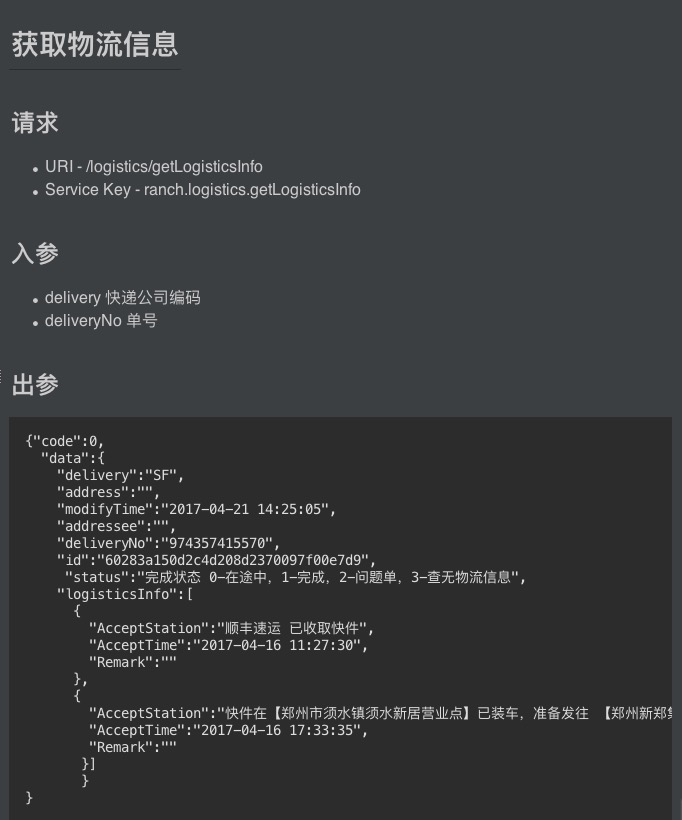 获取物流信息
请求
• URI - /logistics/getLogisticsInfo
• Service Key - ranch.logistics.getLogisticsInfo
入参
• delivery 快递公司编码
• deliveryNo 单号
出参
{"code":0,
"data":{
"delivery":"SF",
"address":"",
"modifyTime":"2017-04-21 14:25:05",
"addressee":"",
"deliveryNo":"974357415570",
"id":"60283a150d2c4d208d2370097f00e7d9",
"status":"完成状态 0-在途中，1-完成，2-问题单，3-查无物流信息",
"logisticsInfo":[
{
"AcceptStation":"顺丰速运 已收取快件",
"AcceptTime":"2017-04-16 11:27:30",
"Remark":""
},
{
"AcceptStation":"快件在【郑州市须水镇须水新居营业点】已装车，准备发往 【郑州新郑集
"AcceptTime":"2017-04-16 17:33:35",
"Remark":""
}]
}
}